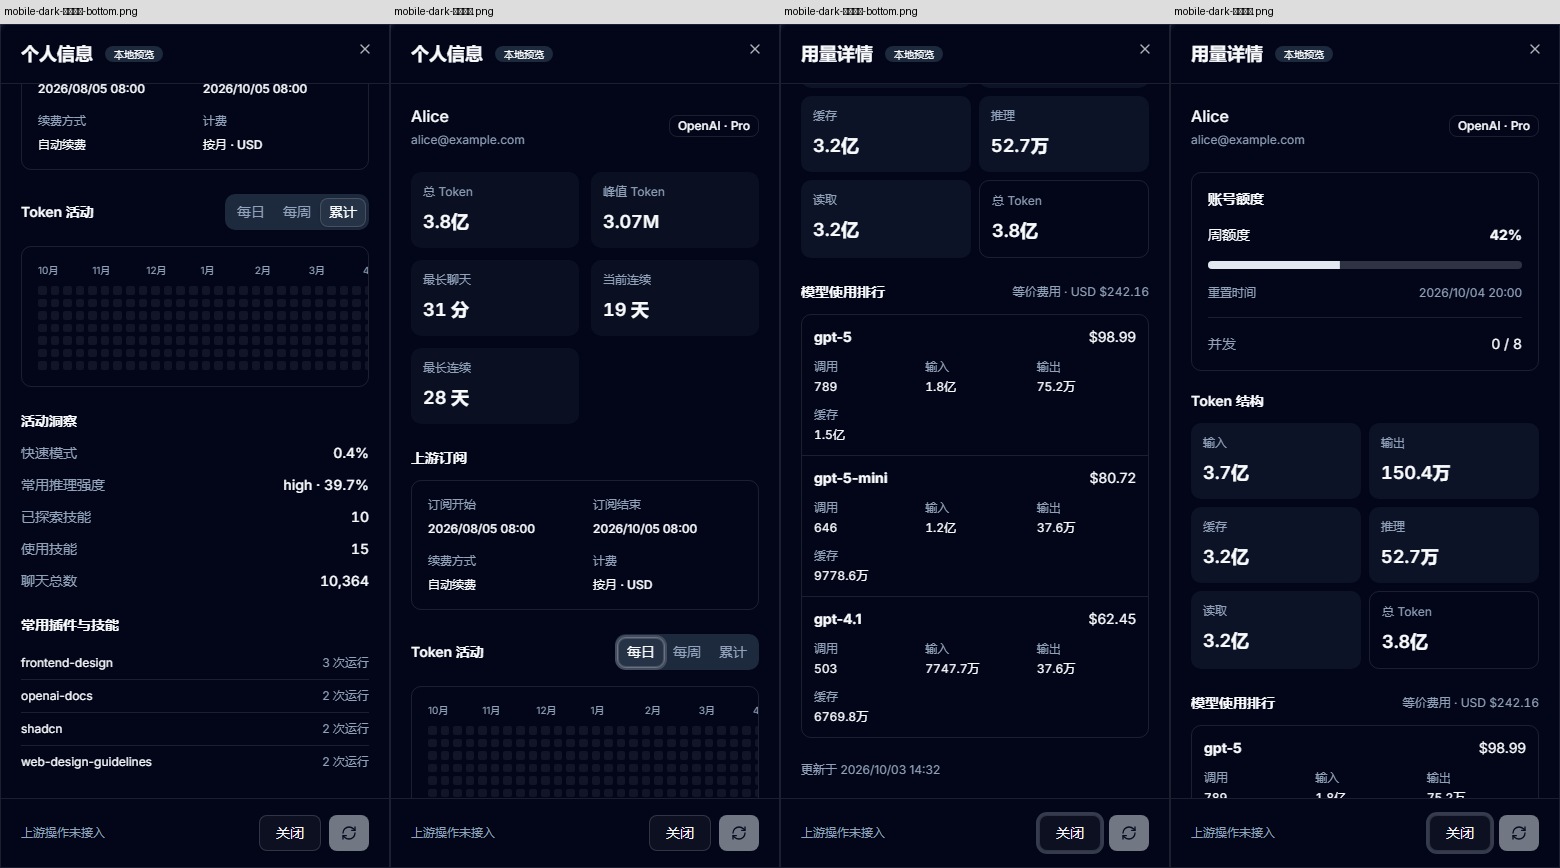 mobile-dark-
-bottom.png
个人信息
本地预览
2026/08/05 08:00
2026/10/05 08:00
续费方式
计费
自动续费
按月 · USD
Token 活动
每日
每周
累计
10月
11月
12月
1月
2月
3月
4
活动洞察
快速模式
0.4%
常用推理强度
high · 39.7%
已探索技能
10
使用技能
15
聊天总数
10,364
常用插件与技能
frontend-design
3 次运行
openai-docs
2 次运行
shadcn
2 次运行
web-design-guidelines
2 次运行
上游操作未接入
关闭
mobile-dark-
.png
个人信息
本地预览
Alice
alice@example.com
OpenAI · Pro
总 Token
3.8亿
峰值 Token
3.07M
最长聊天
31 分
当前连续
19 天
最长连续
28 天
上游订阅
订阅开始
订阅结束
2026/08/05 08:00
2026/10/05 08:00
续费方式
计费
自动续费
按月 · USD
Token 活动
每日
每周
累计
10月
11月
12月
1月
2月
3月
4
上游操作未接入
关闭
mobile-dark-
-bottom.png
用量详情
本地预览
缓存
3.2亿
推理
52.7万
读取
3.2亿
总 Token
3.8亿
模型使用排行
等价费用 · USD $242.16
gpt-5
$98.99
调用
输入
输出
789
1.8亿
75.2万
缓存
1.5亿
gpt-5-mini
$80.72
调用
输入
输出
646
1.2亿
37.6万
缓存
9778.6万
gpt-4.1
$62.45
调用
输入
输出
503
7747.7万
37.6万
缓存
6769.8万
更新于 2026/10/03 14:32
上游操作未接入
关闭
mobile-dark-
.png
用量详情
本地预览
Alice
alice@example.com
OpenAI · Pro
账号额度
周额度
42%
重置时间
2026/10/04 20:00
并发
0 / 8
Token 结构
输入
3.7亿
输出
150.4万
缓存
3.2亿
推理
52.7万
读取
3.2亿
总 Token
3.8亿
模型使用排行
等价费用 · USD $242.16
gpt-5
$98.99
调用
输入
输出
789
1.8亿
75.2万
上游操作未接入
关闭